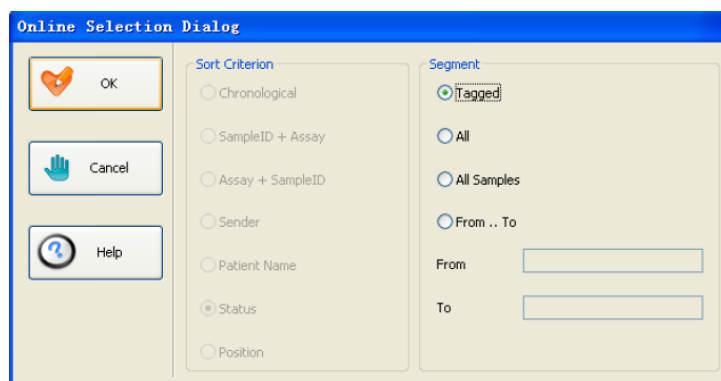 Online Selection Dialog
OK
Cancel
Help
Sort Criterion
Chronological
SampleID + Assay
Assay + SampleID
Sender
Patient Name
Status
Position
Segment
Tagged
All
All Samples
From .. To
From
To